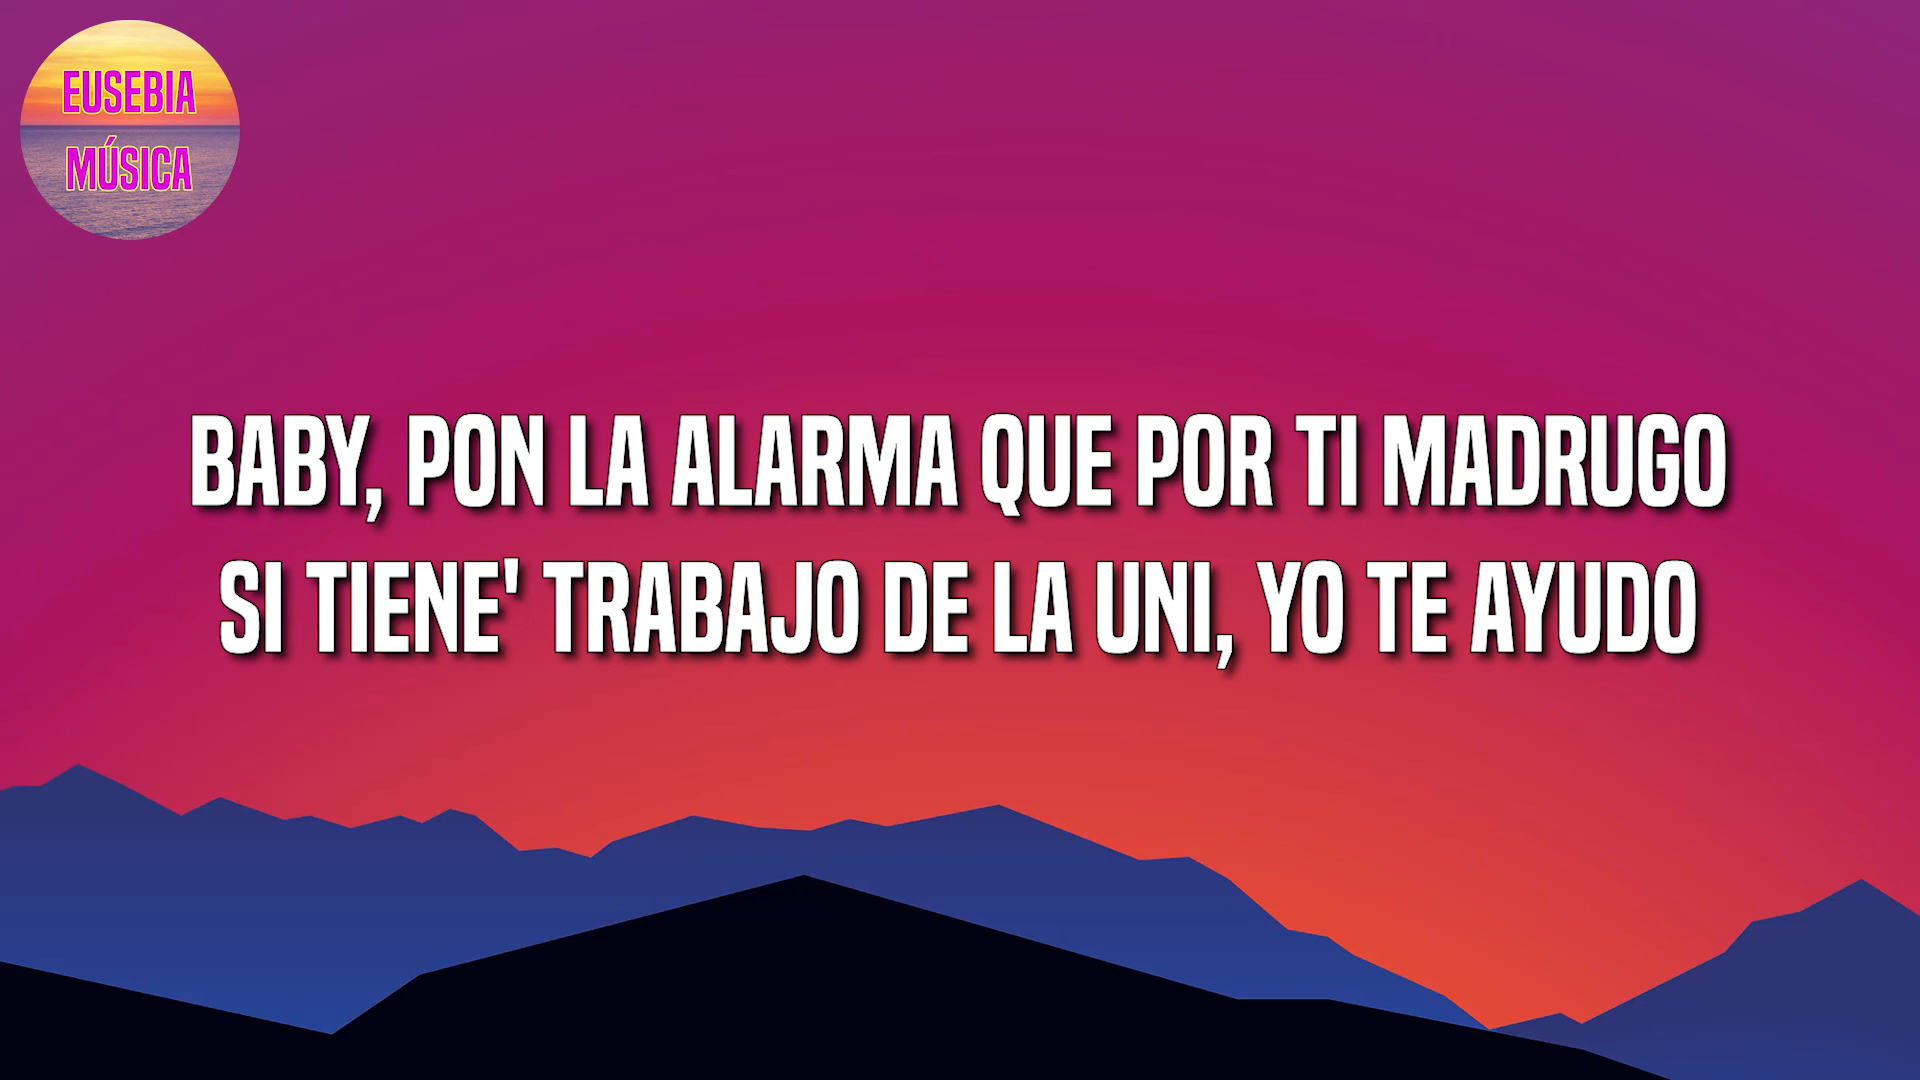 EUSEBIA
MÚSICA
BABY, PON LA ALARMA QUE POR TI MADRUGO
SI TIENE' TRABAJO DE LA UNI, YO TE AYUDO